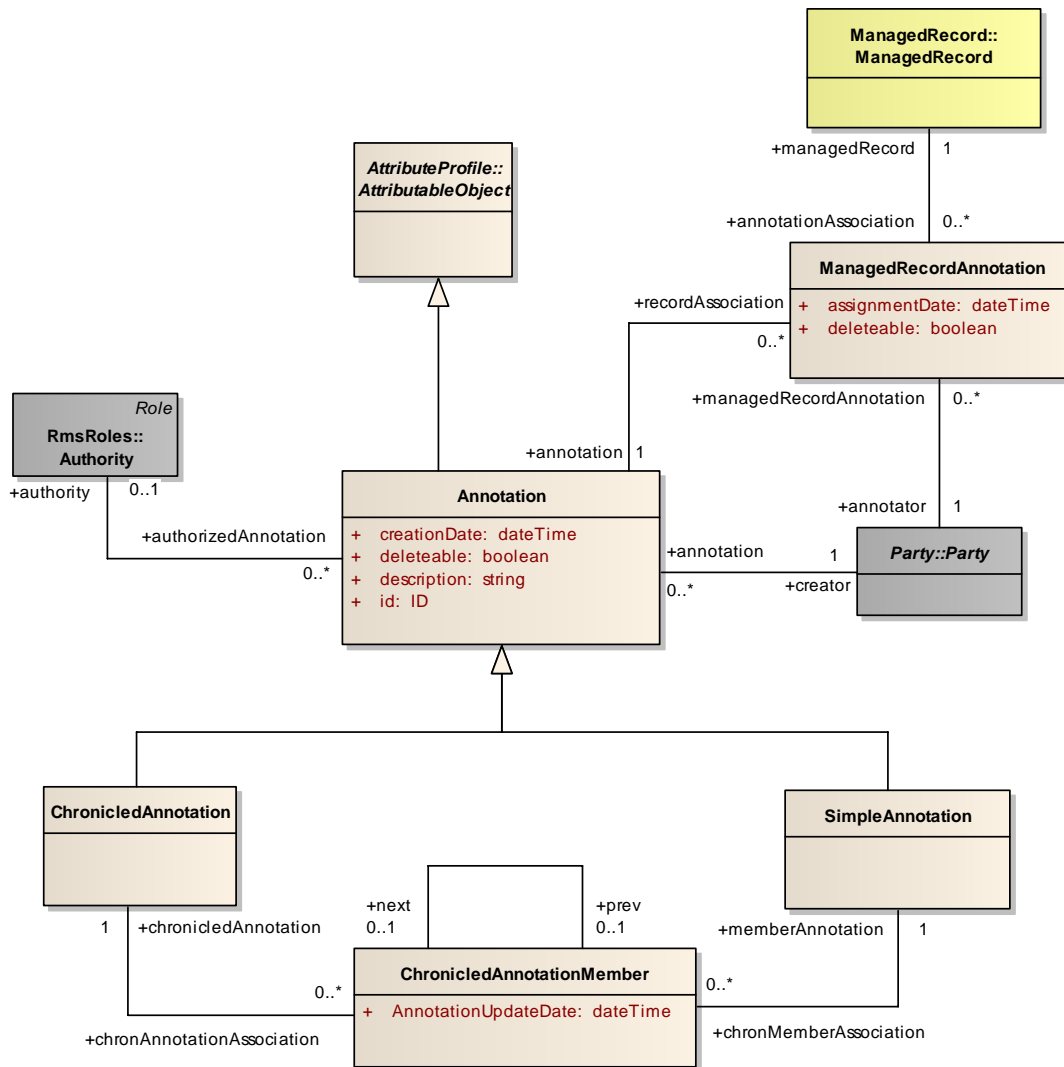 ManagedRecord::
ManagedRecord
+managedRecord 1
+annotationAssociation 0..*
AttributeProfile::
AttributableObject
ManagedRecordAnnotation
+ assignmentDate: dateTime
+ deleteable: boolean
+recordAssociation
0..*
+managedRecordAnnotation 0..*
Role
RmsRoles::
Authority
+authority 0..1
+authorizedAnnotation
0..*
+annotation 1
Annotation
+ creationDate: dateTime
+ deleteable: boolean
+ description: string
+ id: ID
+annotator 1
+annotation
0..*
1
+creator
Party::Party
ChronicledAnnotation
SimpleAnnotation
1 +chronicledAnnotation
+next
0..1
+prev
0..1
+memberAnnotation 1
ChronicledAnnotationMember
+ AnnotationUpdateDate: dateTime
0..*
+chronAnnotationAssociation
0..*
+chronMemberAssociation